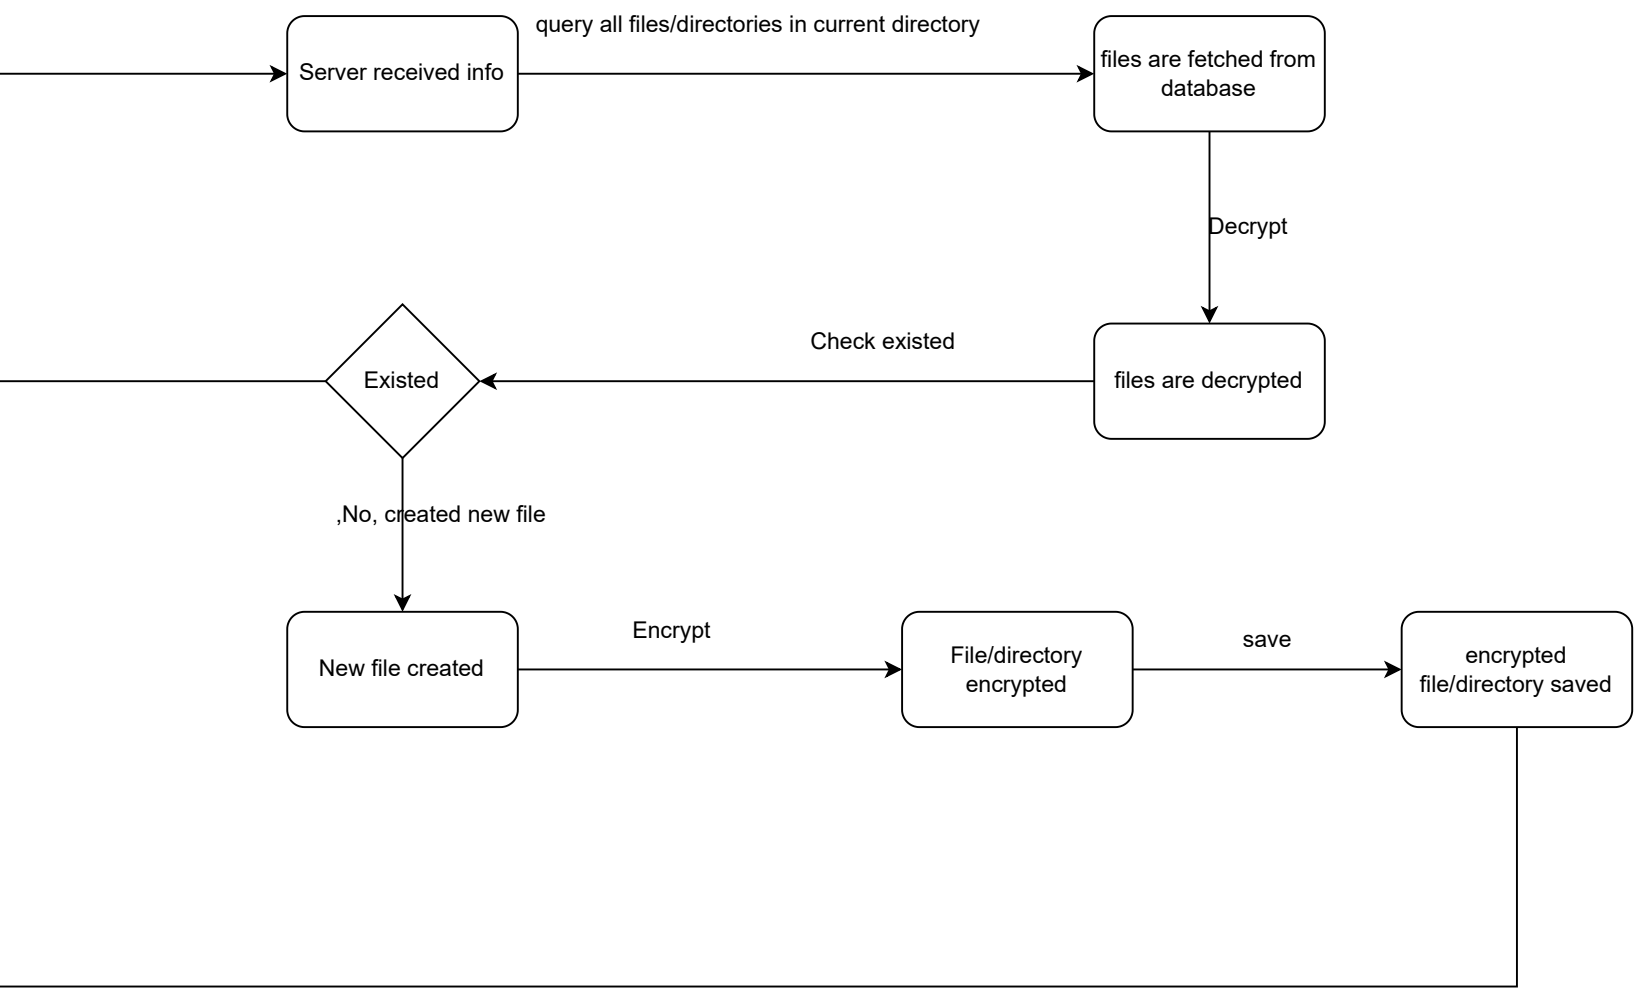 query all files/directories in current directory
Server received info
files are fetched from
database
Decrypt
Check existed
Existed
files are decrypted
,No, created new file
New file created
Encrypt
File/directory
encrypted
save
encrypted
file/directory saved